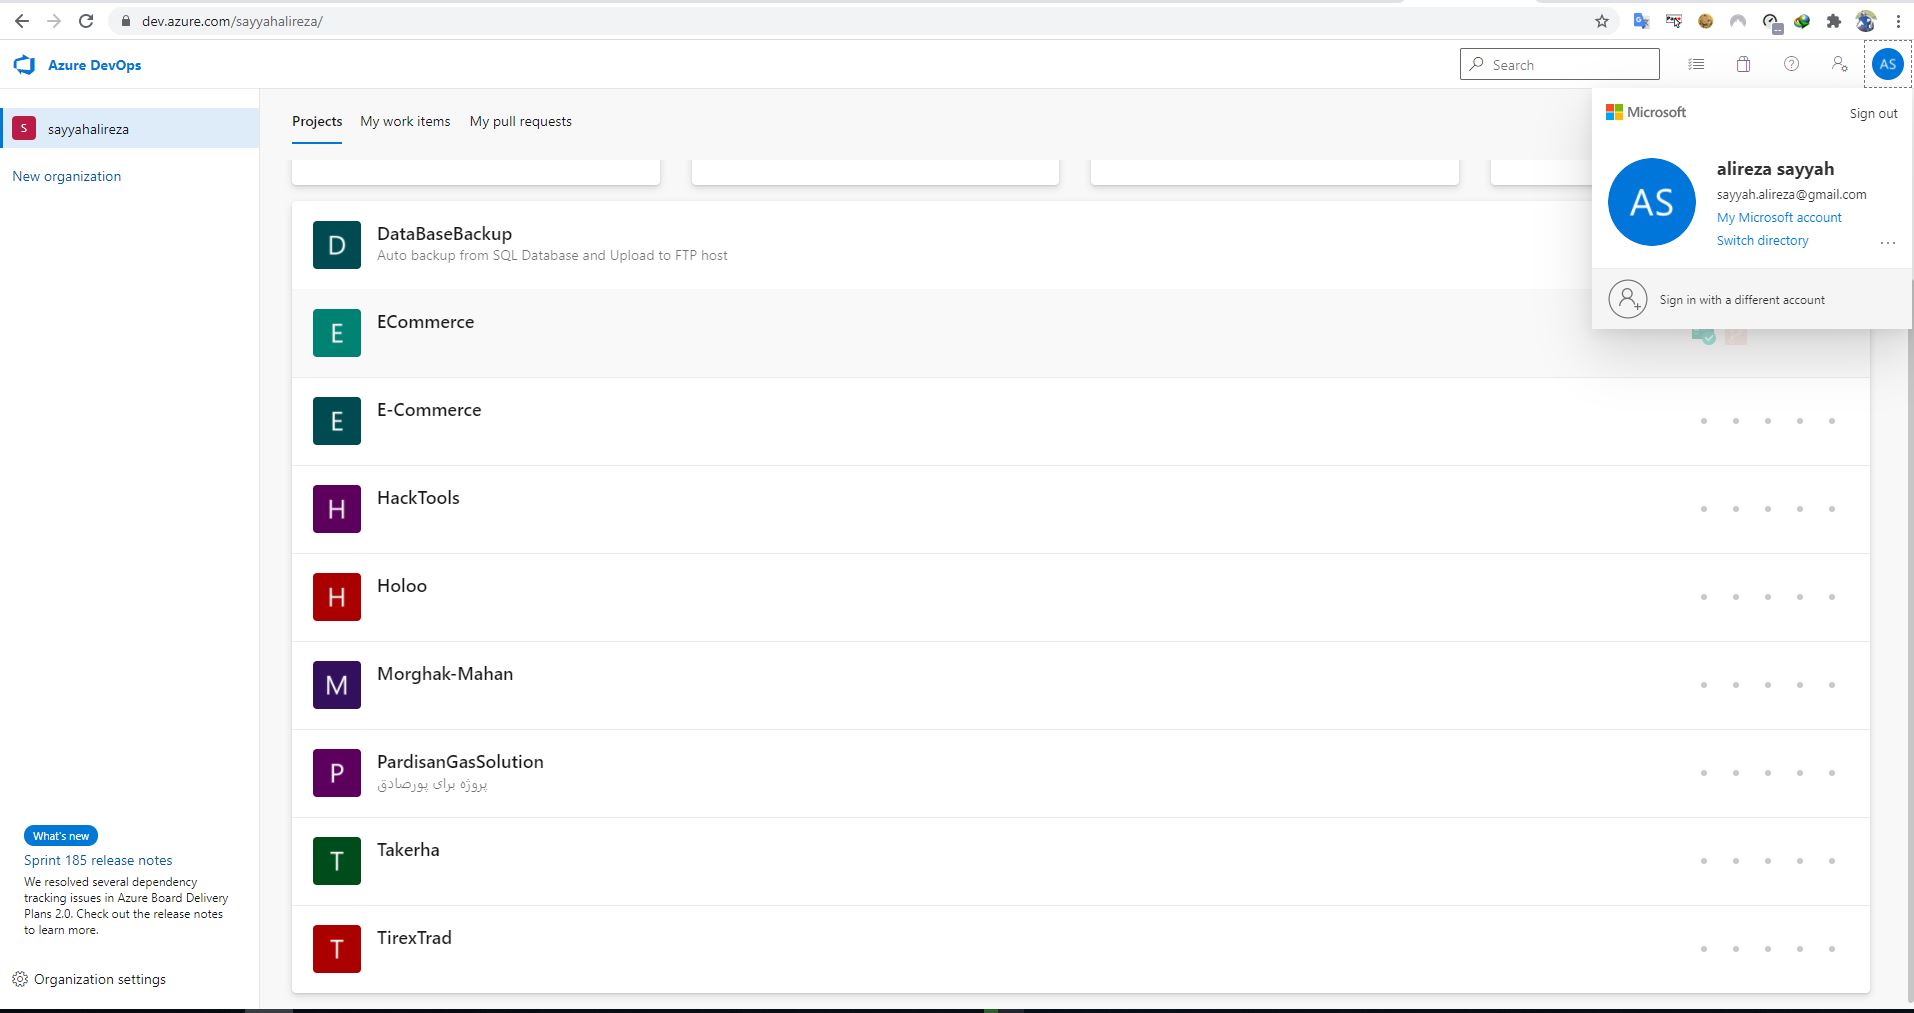 dev.azure.com/sayyahalireza/
Azure DevOps
Search
AS
S
sayyahalireza
New organization
Projects
My work items
My pull requests
Microsoft
Sign out
AS
alireza sayyah
sayyah.alireza@gmail.com
My Microsoft account
Switch directory
Sign in with a different account
D
DataBaseBackup
Auto backup from SQL Database and Upload to FTP host
E
ECommerce
E
E-Commerce
H
HackTools
H
Holoo
M
Morghak-Mahan
P
PardisanGasSolution
پروژه برای پورصادق
T
Takerha
T
TirexTrad
What's new
Sprint 185 release notes
We resolved several dependency
tracking issues in Azure Board Delivery
Plans 2.0. Check out the release notes
to learn more.
Organization settings